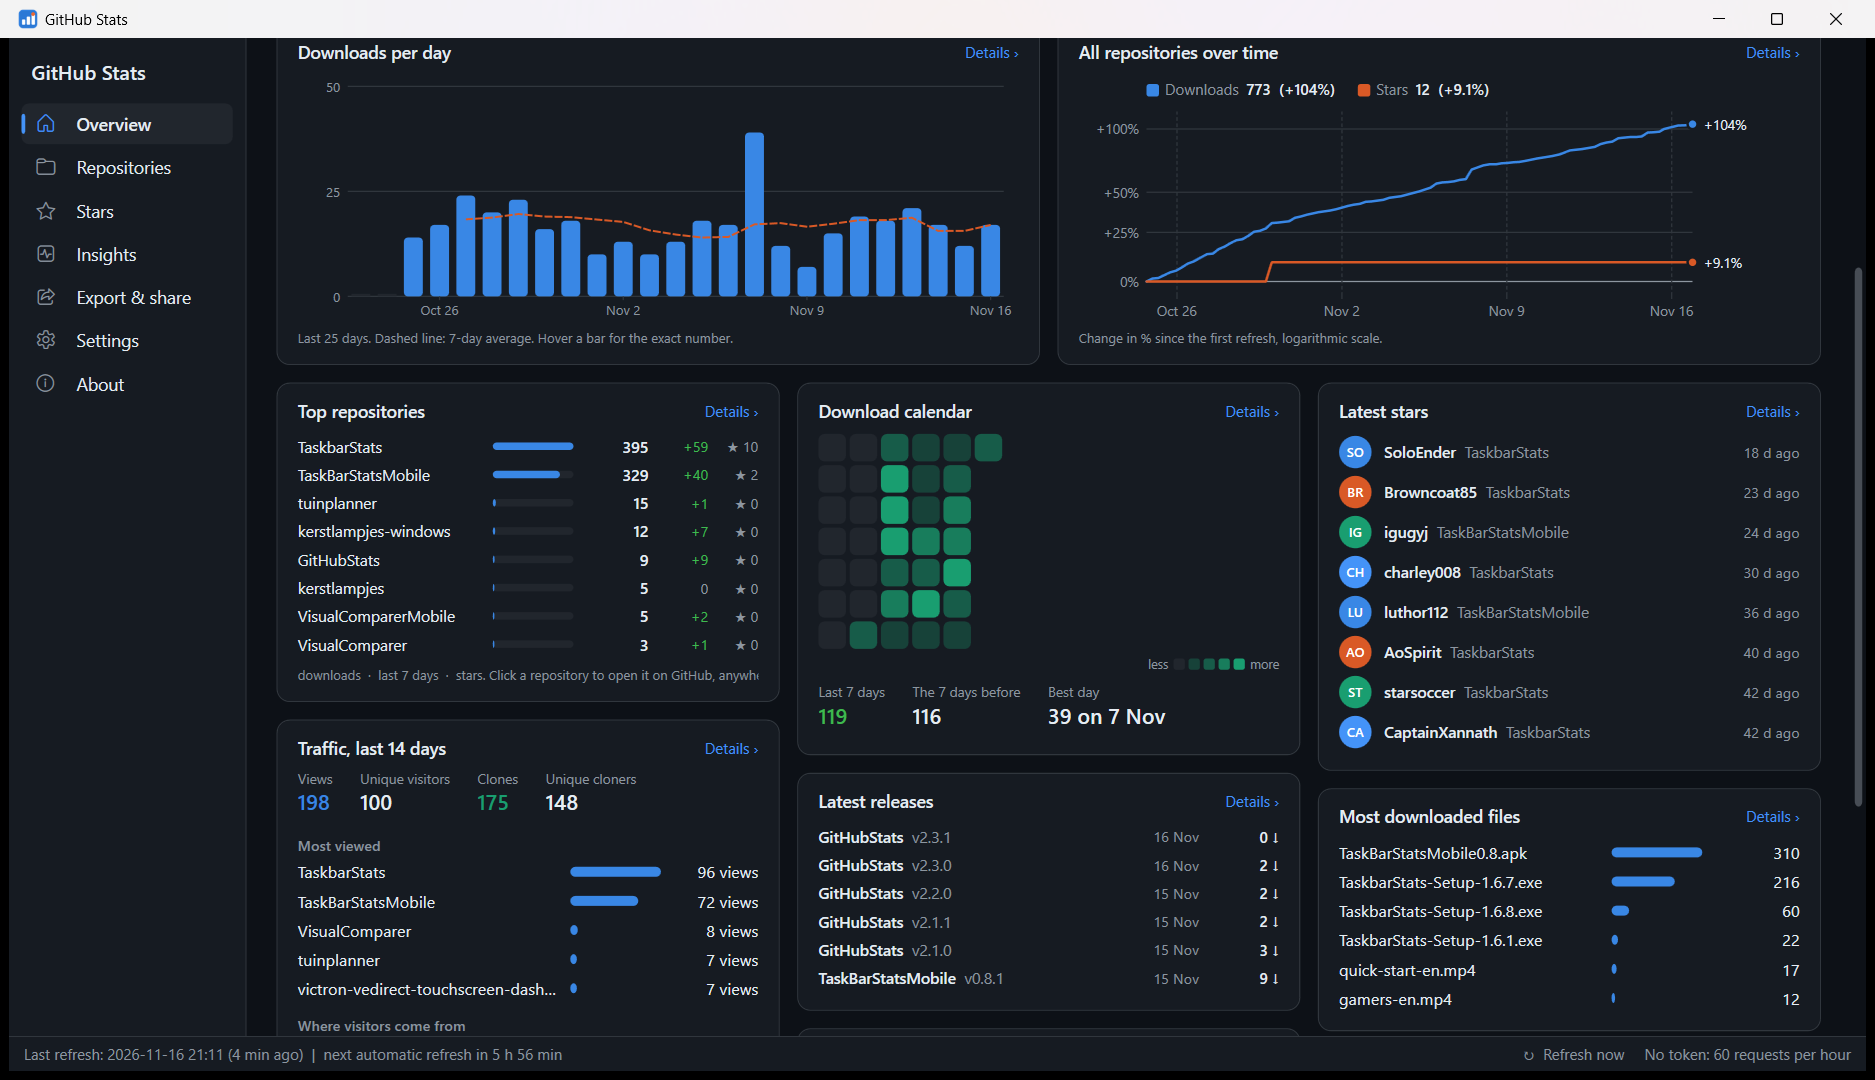 GitHub Stats
GitHub Stats
Overview
Repositories
Stars
Insights
Export & share
Settings
About
Downloads per day
Details ›
50
25
0
Oct 26
Nov 2
Nov 9
Nov 16
Last 25 days. Dashed line: 7-day average. Hover a bar for the exact number.
All repositories over time
Details ›
Downloads 773 (+104%) Stars 12 (+9.1%)
+100%
+50%
+25%
0%
+104%
+9.1%
Oct 26
Nov 2
Nov 9
Nov 16
Change in % since the first refresh, logarithmic scale.
Top repositories
Details ›
TaskbarStats 395 +59 ★ 10
TaskBarStatsMobile 329 +40 ★ 2
tuinplanner 15 +1 ★ 0
kerstlampjes-windows 12 +7 ★ 0
GitHubStats 9 +9 ★ 0
kerstlampjes 5 0 ★ 0
VisualComparerMobile 5 +2 ★ 0
VisualComparer 3 +1 ★ 0
downloads · last 7 days · stars. Click a repository to open it on GitHub, anywhe
Download calendar
Details ›
less more
Last 7 days The 7 days before Best day
119 116 39 on 7 Nov
Latest stars
Details ›
SO SoloEnder TaskbarStats 18 d ago
BR Browncoat85 TaskbarStats 23 d ago
IG igugyj TaskBarStatsMobile 24 d ago
CH charley008 TaskbarStats 30 d ago
LU luthor112 TaskBarStatsMobile 36 d ago
AO AoSpirit TaskbarStats 40 d ago
ST starsoccer TaskbarStats 42 d ago
CA CaptainXannath TaskbarStats 42 d ago
Traffic, last 14 days
Details ›
Views Unique visitors Clones Unique cloners
198 100 175 148
Most viewed
TaskbarStats 96 views
TaskBarStatsMobile 72 views
VisualComparer 8 views
tuinplanner 7 views
victron-vedirect-touchscreen-dash... 7 views
Where visitors come from
Latest releases
Details ›
GitHubStats v2.3.1 16 Nov 0 ↓
GitHubStats v2.3.0 16 Nov 2 ↓
GitHubStats v2.2.0 15 Nov 2 ↓
GitHubStats v2.1.1 15 Nov 2 ↓
GitHubStats v2.1.0 15 Nov 3 ↓
TaskBarStatsMobile v0.8.1 15 Nov 9 ↓
Most downloaded files
Details ›
TaskBarStatsMobile0.8.apk 310
TaskbarStats-Setup-1.6.7.exe 216
TaskbarStats-Setup-1.6.8.exe 60
TaskbarStats-Setup-1.6.1.exe 22
quick-start-en.mp4 17
gamers-en.mp4 12
Last refresh: 2026-11-16 21:11 (4 min ago) | next automatic refresh in 5 h 56 min
↻ Refresh now No token: 60 requests per hour